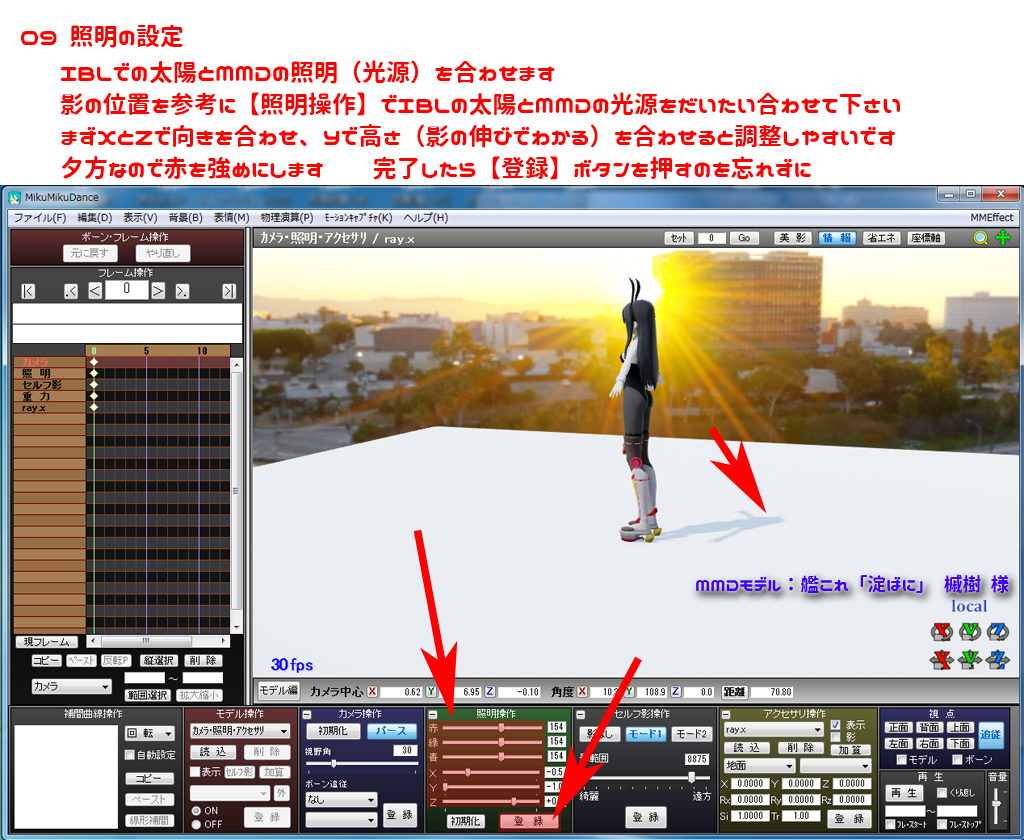 09 照明の設定
IBLでの太陽とMMDの照明（光源）を合わせます
影の位置を参考に【照明操作】でIBLの太陽とMMDの光源をだいたい合わせて下さい
まずXとZで向きを合わせ、Yで高さ（影の伸びでわかる）を合わせると調整しやすいです
夕方なので赤を強めにします 完了したら【登録】ボタンを押すのを忘れずに
MikuMikuDance
ファイル(F) 編集(D) 表示(V) 背景(B) 表情(M) 物理演算(P) ﾓｰｼｮﾝｷｬﾌﾟﾁｬ(K) ヘルプ(H) MMEffect
ボーン・フレーム操作
元に戻す やり直し
カメラ・照明・アクセサリ / ray.x ｾｯﾄ 0 Go 美 影 情 報 省エネ 座標軸
フレーム操作
|< .< < 0 > >. >|
0 5 10
カメラ
照 明
セルフ影
重 力
ray.x
MMDモデル：艦これ「淀ばに」 槭樹 様
local
X Y Z
X Y Z
30fps
現フレーム
コピー ﾍﾟｰｽﾄ 反転P 縦選択 削 除
～
カメラ 範囲選択 拡大縮小
モデル編 カメラ中心 X 0.62 Y 6.95 Z -0.10 角度 X 10. Y 108.9 Z 0.0 距離 70.80
補間曲線操作
回 転
自動設定
コピー
ペースト
線形補間
モデル操作
ｶﾒﾗ･照明･ｱｸｾｻﾘ
読 込 削 除
表示 ｾﾙﾌ影 加算
外
ON
OFF
登 録
カメラ操作
初期化 パース
視野角 30
ボーン追従
なし
登 録
照明操作
赤 154
緑 154
青 154
X -0.5
Y -1.0
Z +0
初期化 登 録
セルフ影操作
影なし モード1 モード2
範囲 8875
綺麗 遠方
登 録
アクセサリ操作
ray.x 表示
影
読 込 削 除 加 算
地面
X 0.0000 Y 0.0000 Z 0.0000
Rx 0.0000 Ry 0.0000 Rz 0.0000
Si 1.0000 Tr 1.00 登 録
視 点
正面 背面 上面
左面 右面 下面 追従
モデル ボーン
再 生
再 生 くり返し
～
ﾌﾚ･ｽﾀｰﾄ ﾌﾚ･ｽﾄｯﾌﾟ
音量